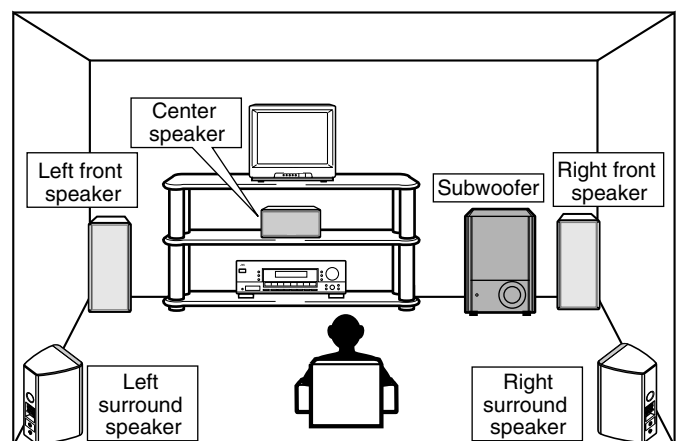 Center
speaker
Left front
speaker
Subwoofer
Right front
speaker
Left
surround
speaker
Right
surround
speaker